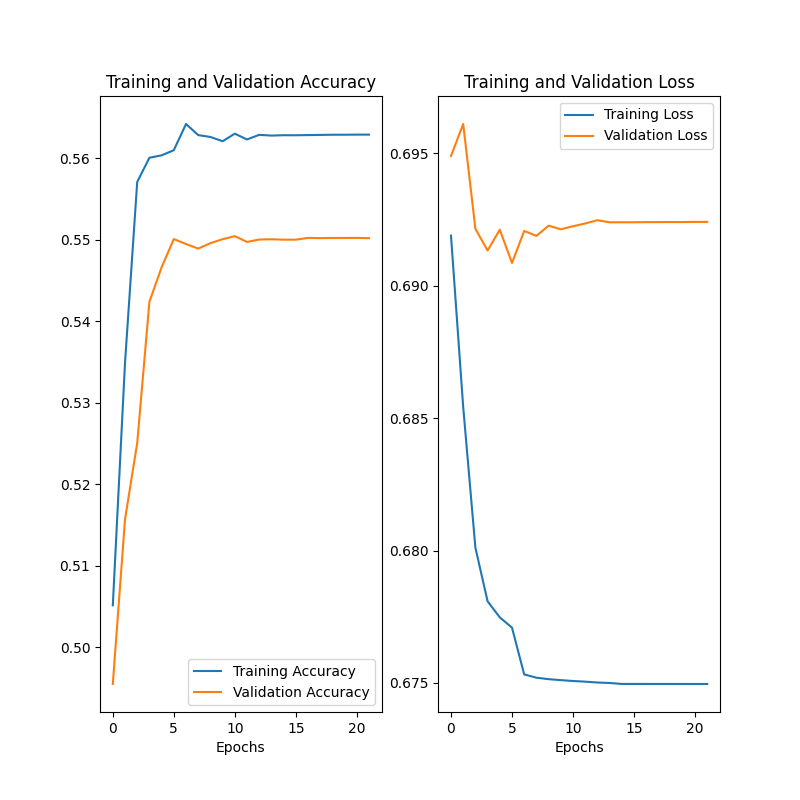 Training and Validation Accuracy
0.56
0.55
0.54
0.53
0.52
0.51
0.50
Training Accuracy
Validation Accuracy
0
5
10
15
20
Epochs
Training and Validation Loss
Training Loss
Validation Loss
0.695
0.690
0.685
0.680
0.675
0
5
10
15
20
Epochs